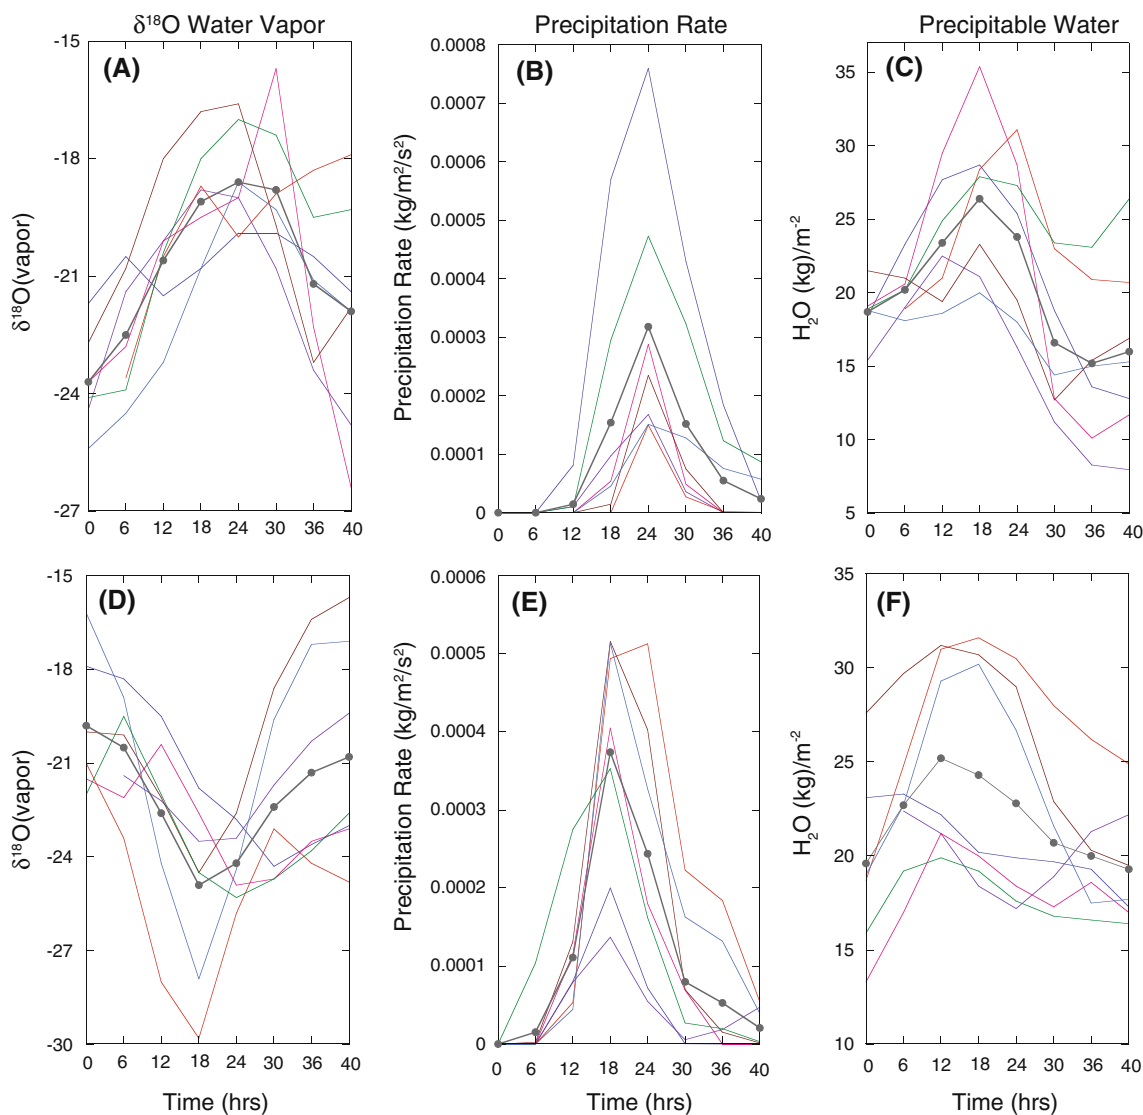 δ18O Water Vapor
Precipitation Rate
Precipitable Water
(A)
-15
-18
-21
-24
-27
δ18O(vapor)
0 6 12 18 24 30 36 40
(B)
0.0008
0.0007
0.0006
0.0005
0.0004
0.0003
0.0002
0.0001
0
Precipitation Rate (kg/m2/s2)
0 6 12 18 24 30 36 40
(C)
35
30
25
20
15
10
5
H2O (kg)/m-2
0 6 12 18 24 30 36 40
(D)
-15
-18
-21
-24
-27
-30
δ18O(vapor)
0 6 12 18 24 30 36 40
Time (hrs)
(E)
0.0006
0.0005
0.0004
0.0003
0.0002
0.0001
0
Precipitation Rate (kg/m2/s2)
0 6 12 18 24 30 36 40
Time (hrs)
(F)
35
30
25
20
15
10
H2O (kg)/m-2
0 6 12 18 24 30 36 40
Time (hrs)